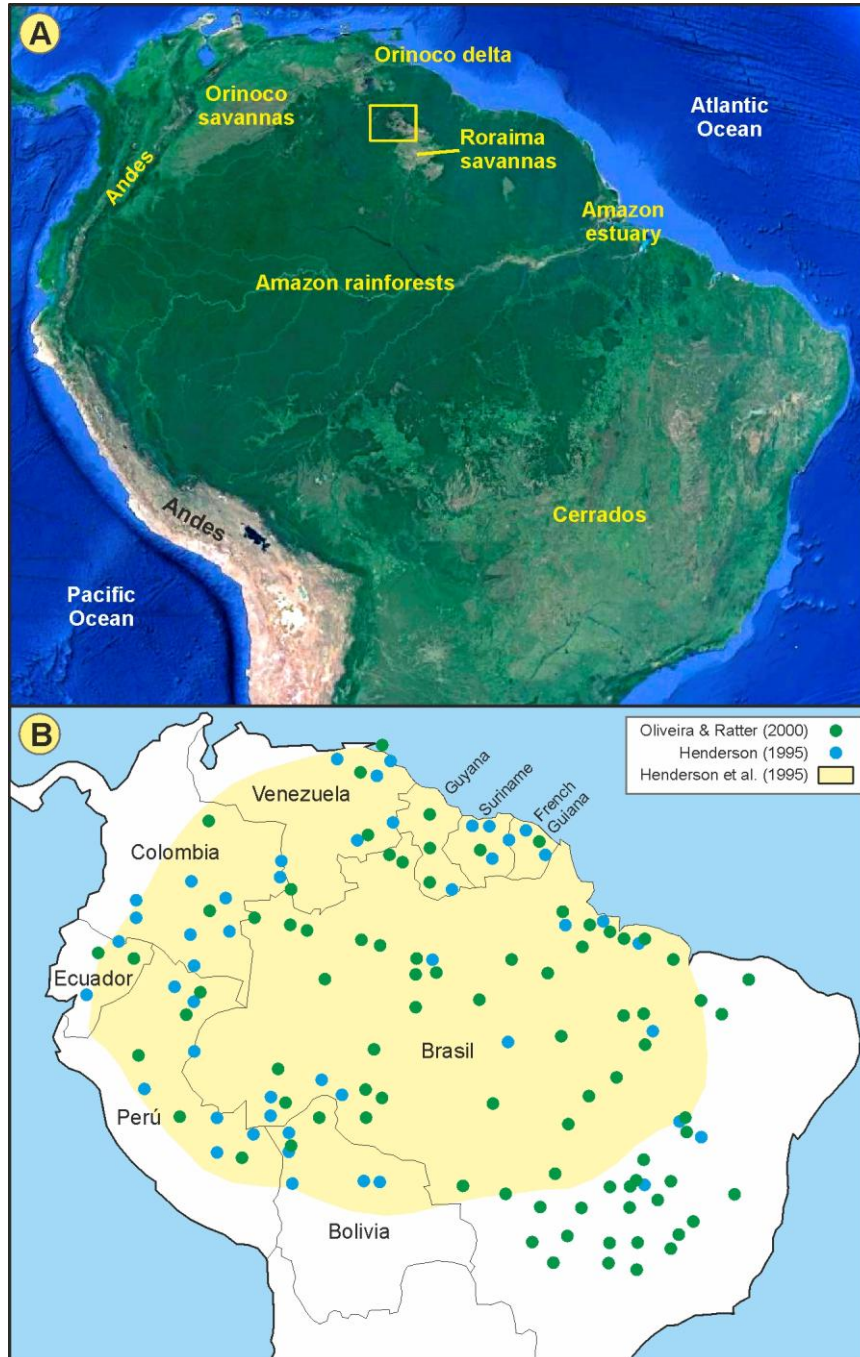 A
Orinoco delta
Orinoco
savannas
Atlantic
Ocean
Roraima
savannas
Andes
Amazon
estuary
Amazon rainforests
Andes
Cerrados
Pacific
Ocean
B
Oliveira & Ratter (2000)
Henderson (1995)
Henderson et al. (1995)
Venezuela
Guyana
Suriname
French
Guiana
Colombia
Ecuador
Brasil
Perú
Bolivia